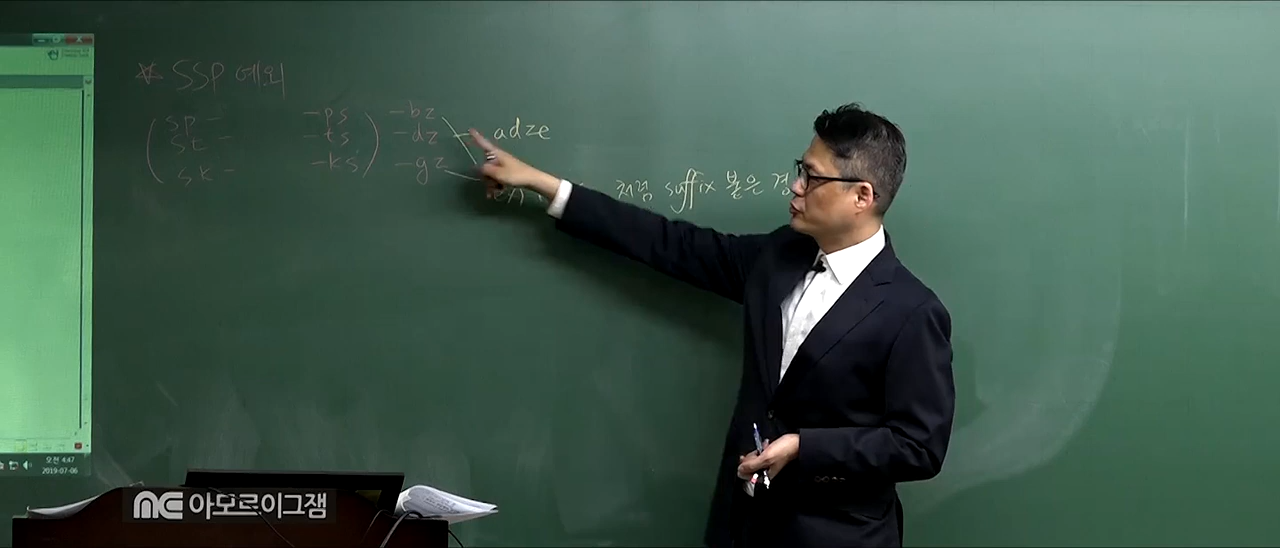 ☆ SSP 예외
sp - -ps -bz
st - -ts -dz - adze
sk - -ks -gz
처럼 suffix 붙은 경
오전 4:47
2019-07-06
아모르이그잼